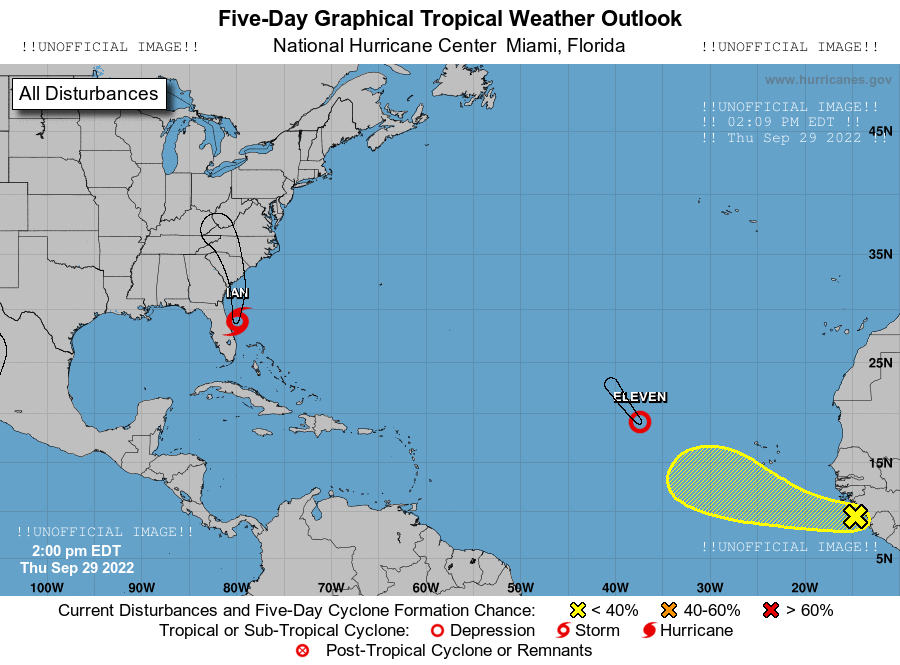 Five-Day Graphical Tropical Weather Outlook
!!UNOFFICIAL IMAGE!!
National Hurricane Center Miami, Florida
!!UNOFFICIAL IMAGE!!
www.hurricanes.gov
All Disturbances
!!UNOFFICIAL IMAGE!!
!! 02:09 PM EDT !!
!! Thu Sep 29 2022 !!
45N
35N
IAN
25N
ELEVEN
15N
!!UNOFFICIAL IMAGE!!
2:00 pm EDT
Thu Sep 29 2022
!!UNOFFICIAL IMAGE!!
5N
100W 90W 80W 70W 60W 50W 40W 30W 20W
Current Disturbances and Five-Day Cyclone Formation Chance: < 40% 40-60% > 60%
Tropical or Sub-Tropical Cyclone: Depression Storm Hurricane
Post-Tropical Cyclone or Remnants